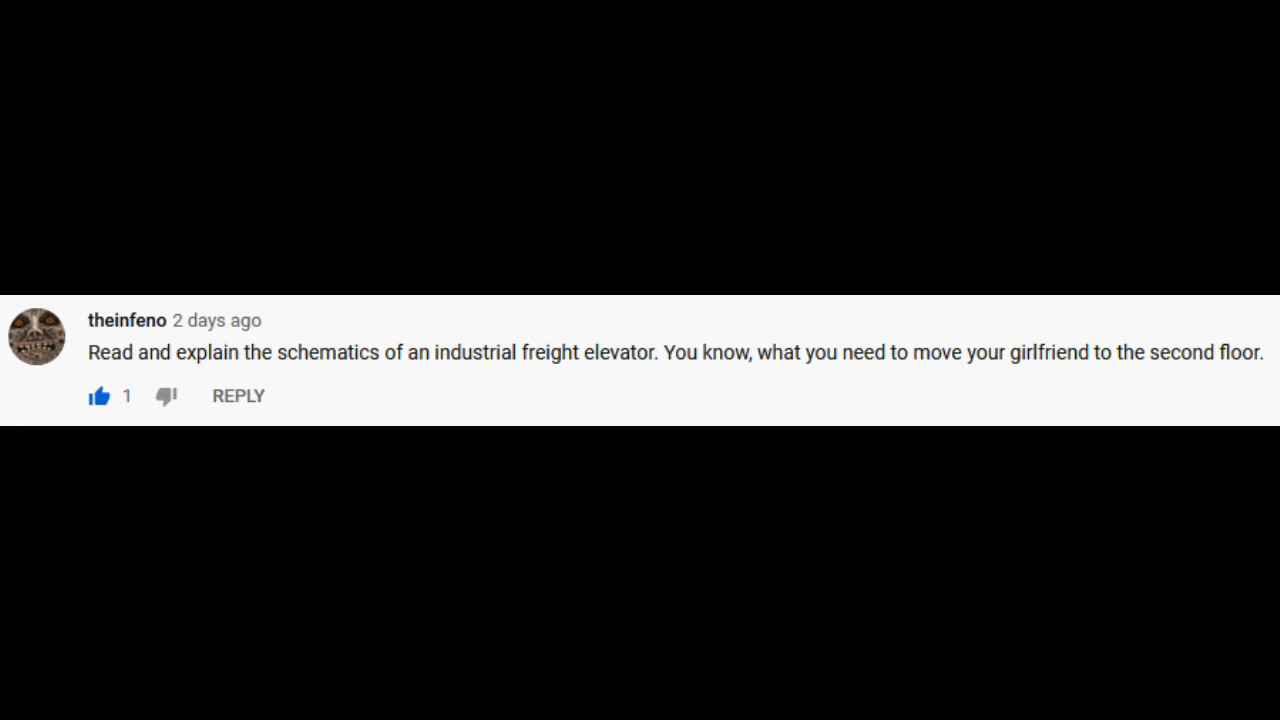 theinfeno 2 days ago
Read and explain the schematics of an industrial freight elevator. You know, what you need to move your girlfriend to the second floor.
1 REPLY